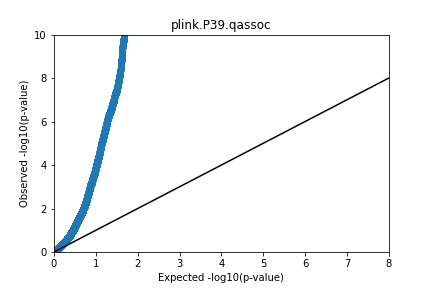 plink.P39.qassoc
Observed -log10(p-value)
10
8
6
4
2
0
0 1 2 3 4 5 6 7 8
Expected -log10(p-value)